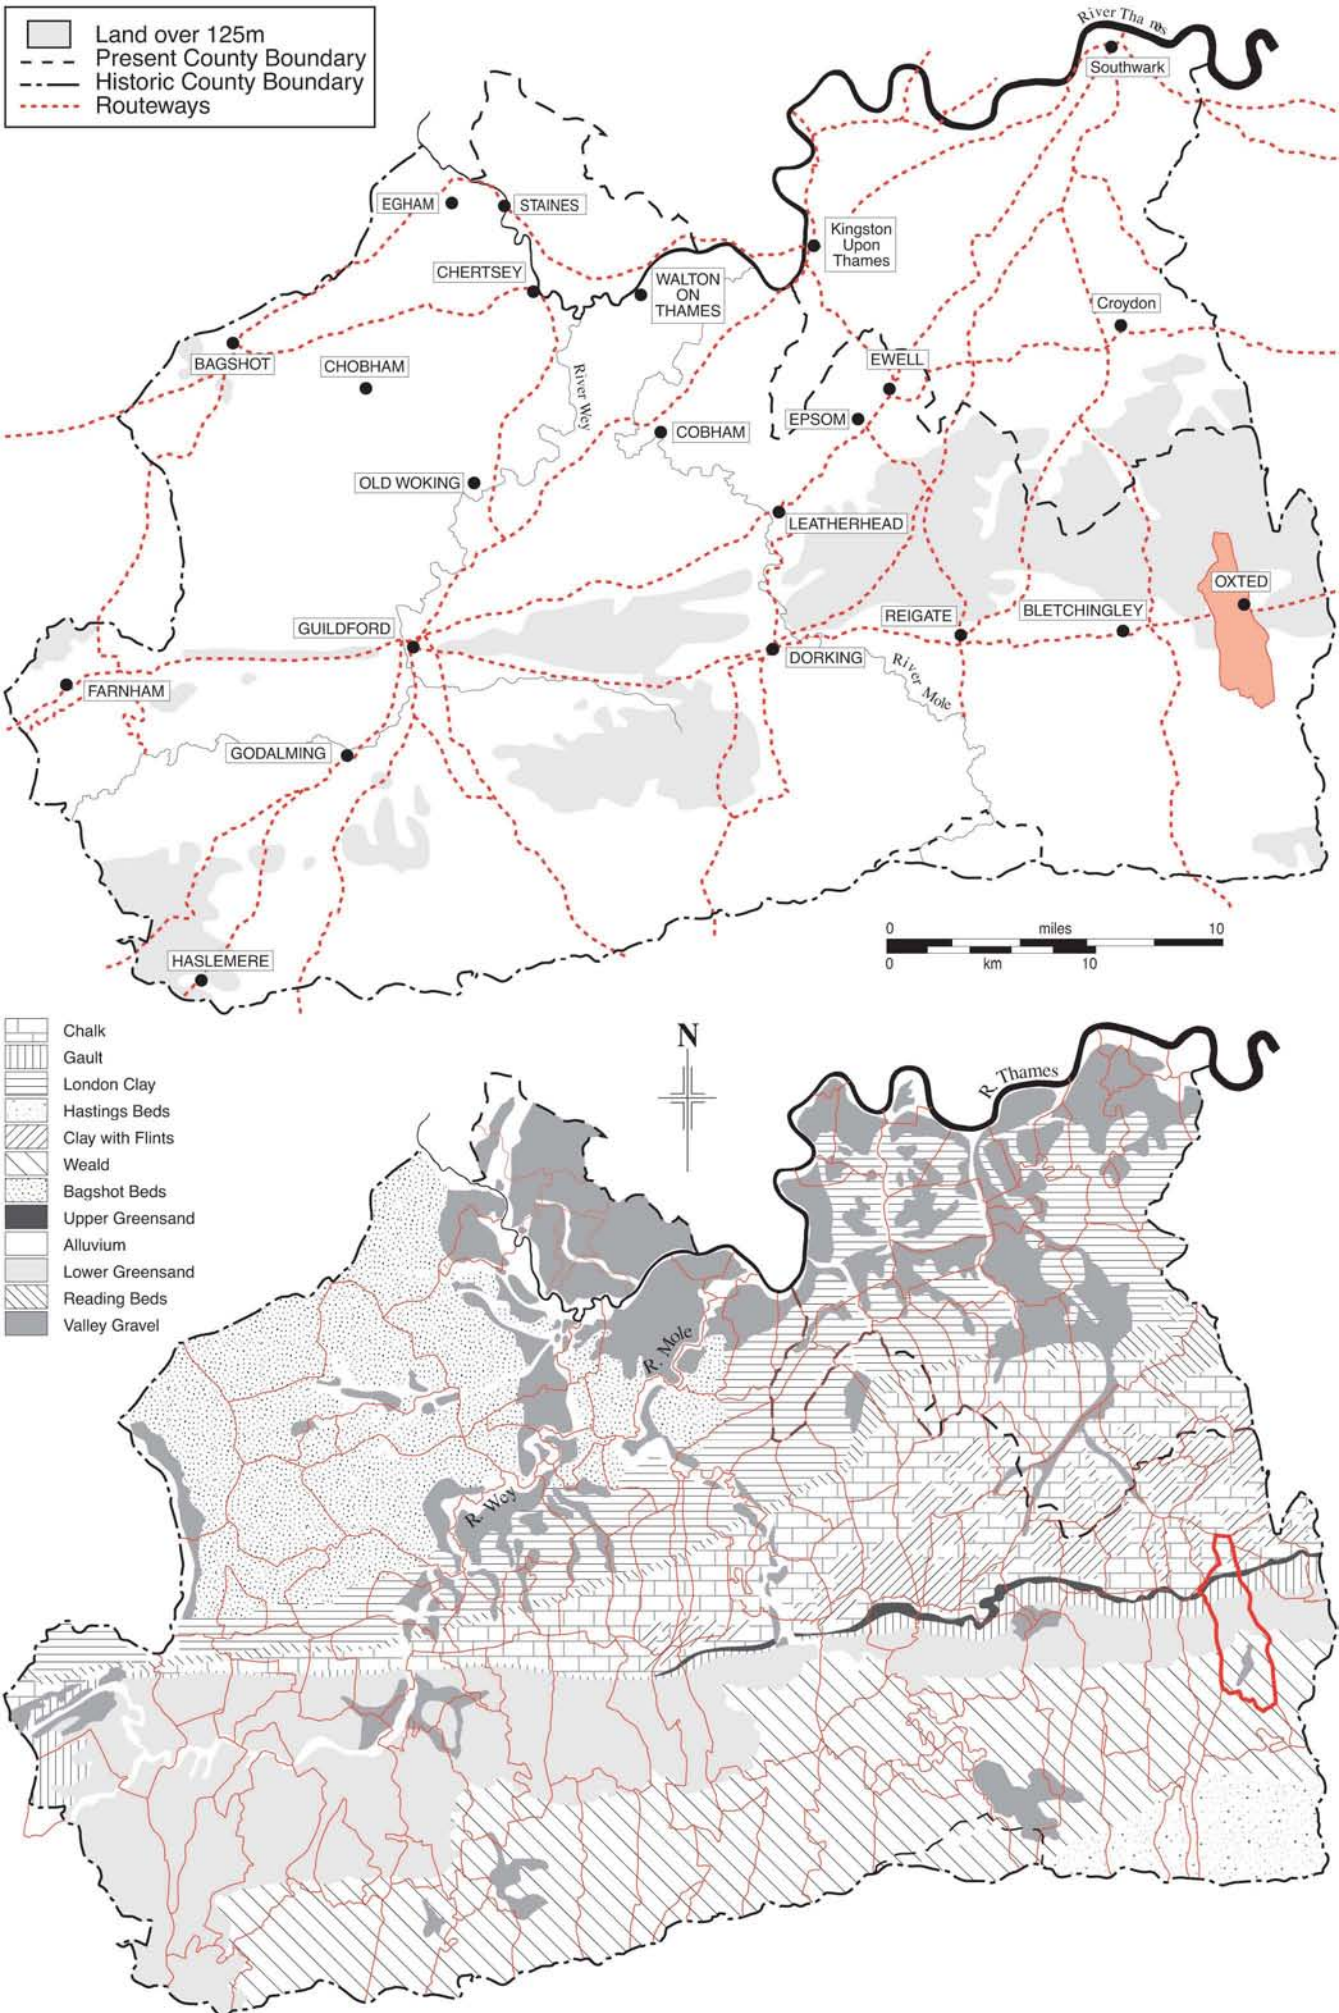 Land over 125m
Present County Boundary
Historic County Boundary
Routeways
River Thames
Southwark
EGHAM
STAINES
Kingston
Upon
Thames
CHERTSEY
WALTON
ON
THAMES
Croydon
BAGSHOT
CHOBHAM
River Wey
EWELL
EPSOM
COBHAM
OLD WOKING
LEATHERHEAD
OXTED
BLETCHINGLEY
REIGATE
GUILDFORD
DORKING
River Mole
FARNHAM
GODALMING
HASLEMERE
0 miles 10
0 km 10
Chalk
Gault
London Clay
Hastings Beds
Clay with Flints
Weald
Bagshot Beds
Upper Greensand
Alluvium
Lower Greensand
Reading Beds
Valley Gravel
N
R. Thames
R. Mole
R. Wey